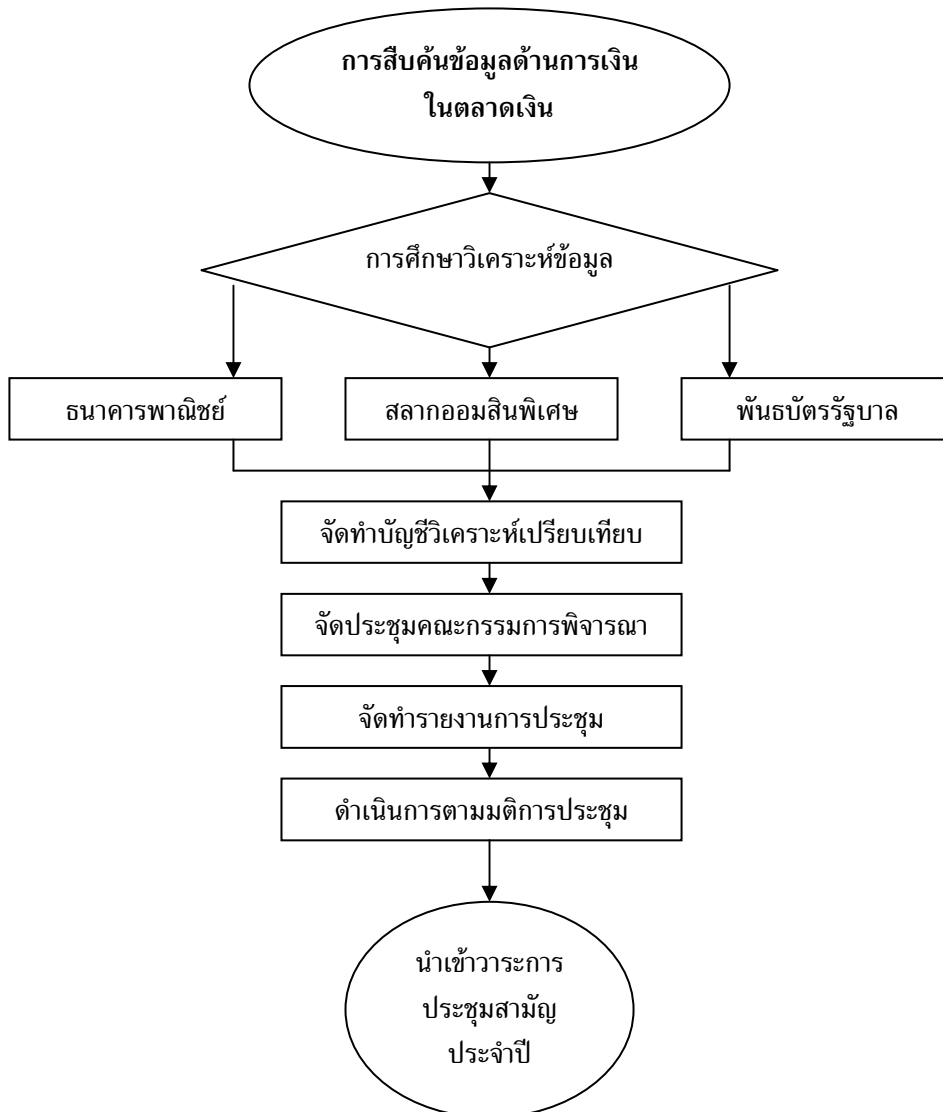 การสืบค้นข้อมูลด้านการเงิน
ในตลาดเงิน
การศึกษาวิเคราะห์ข้อมูล
ธนาคารพาณิชย์
สลากออมสินพิเศษ
พันธบัตรรัฐบาล
จัดทำบัญชีวิเคราะห์เปรียบเทียบ
จัดประชุมคณะกรรมการพิจารณา
จัดทำรายงานการประชุม
ดำเนินการตามมติการประชุม
นำเข้าวาระการ
ประชุมสามัญ
ประจำปี